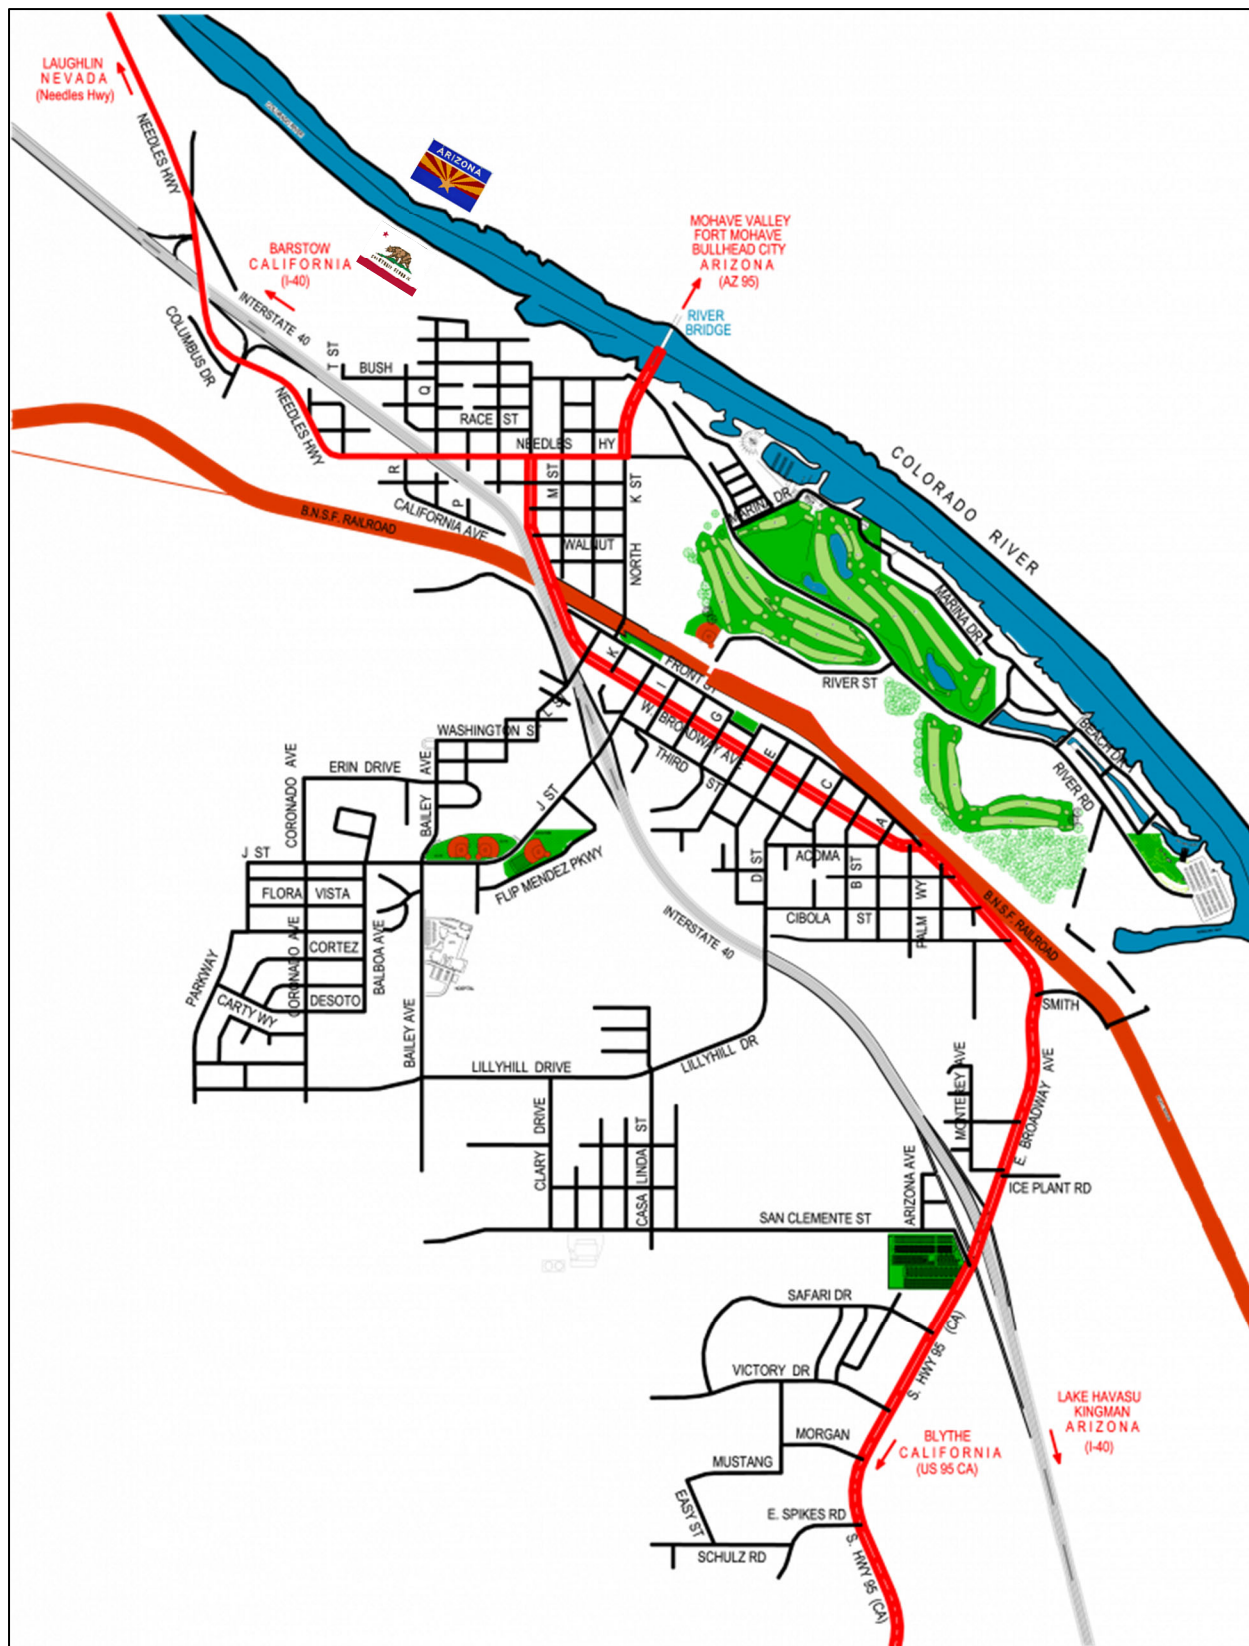 LAUGHLIN
NEVADA
(Needles Hwy)
NEEDLES HWY
ARIZONA
MOHAVE VALLEY
FORT MOHAVE
BULLHEAD CITY
ARIZONA
(AZ 95)
BARSTOW
CALIFORNIA
(I-40)
INTERSTATE 40
RIVER
BRIDGE
COLUMBUS DR
T ST
BUSH
Q
RACE ST
NEEDLES HWY
NEEDLES HY
COLORADO RIVER
R
P
M ST
K ST
CALIFORNIA AVE
B.N.S.F. RAILROAD
MARINA DR
WALNUT
NORTH
MARINA DR
K
FRONT ST
RIVER ST
I
G
L ST
W. BROADWAY AVE
WASHINGTON ST
BEACH DR
E
THIRD ST
CORONADO AVE
ERIN DRIVE
BAILEY AVE
J ST
C
RIVER RD
A
J ST
ACOMA
D ST
B ST
FLIP MENDEZ PKWY
FLORA VISTA
PALM WY
B.N.S.F. RAILROAD
CIBOLA ST
INTERSTATE 40
CORONADO AVE
CORTEZ
BALBOA AVE
PARKWAY
CARTY WY
DESOTO
HOSPITAL
SMITH
BAILEY AVE
LILLYHILL DRIVE
LILLYHILL DR
MONTEREY AVE
E. BROADWAY AVE
CLARY DRIVE
CASA LINDA ST
ARIZONA AVE
ICE PLANT RD
SAN CLEMENTE ST
SAFARI DR
S. HWY 95 (CA)
VICTORY DR
LAKE HAVASU
KINGMAN
ARIZONA
(I-40)
MORGAN
BLYTHE
CALIFORNIA
(US 95 CA)
MUSTANG
EASY ST
E. SPIKES RD
SCHULZ RD
S. HWY 95 (CA)